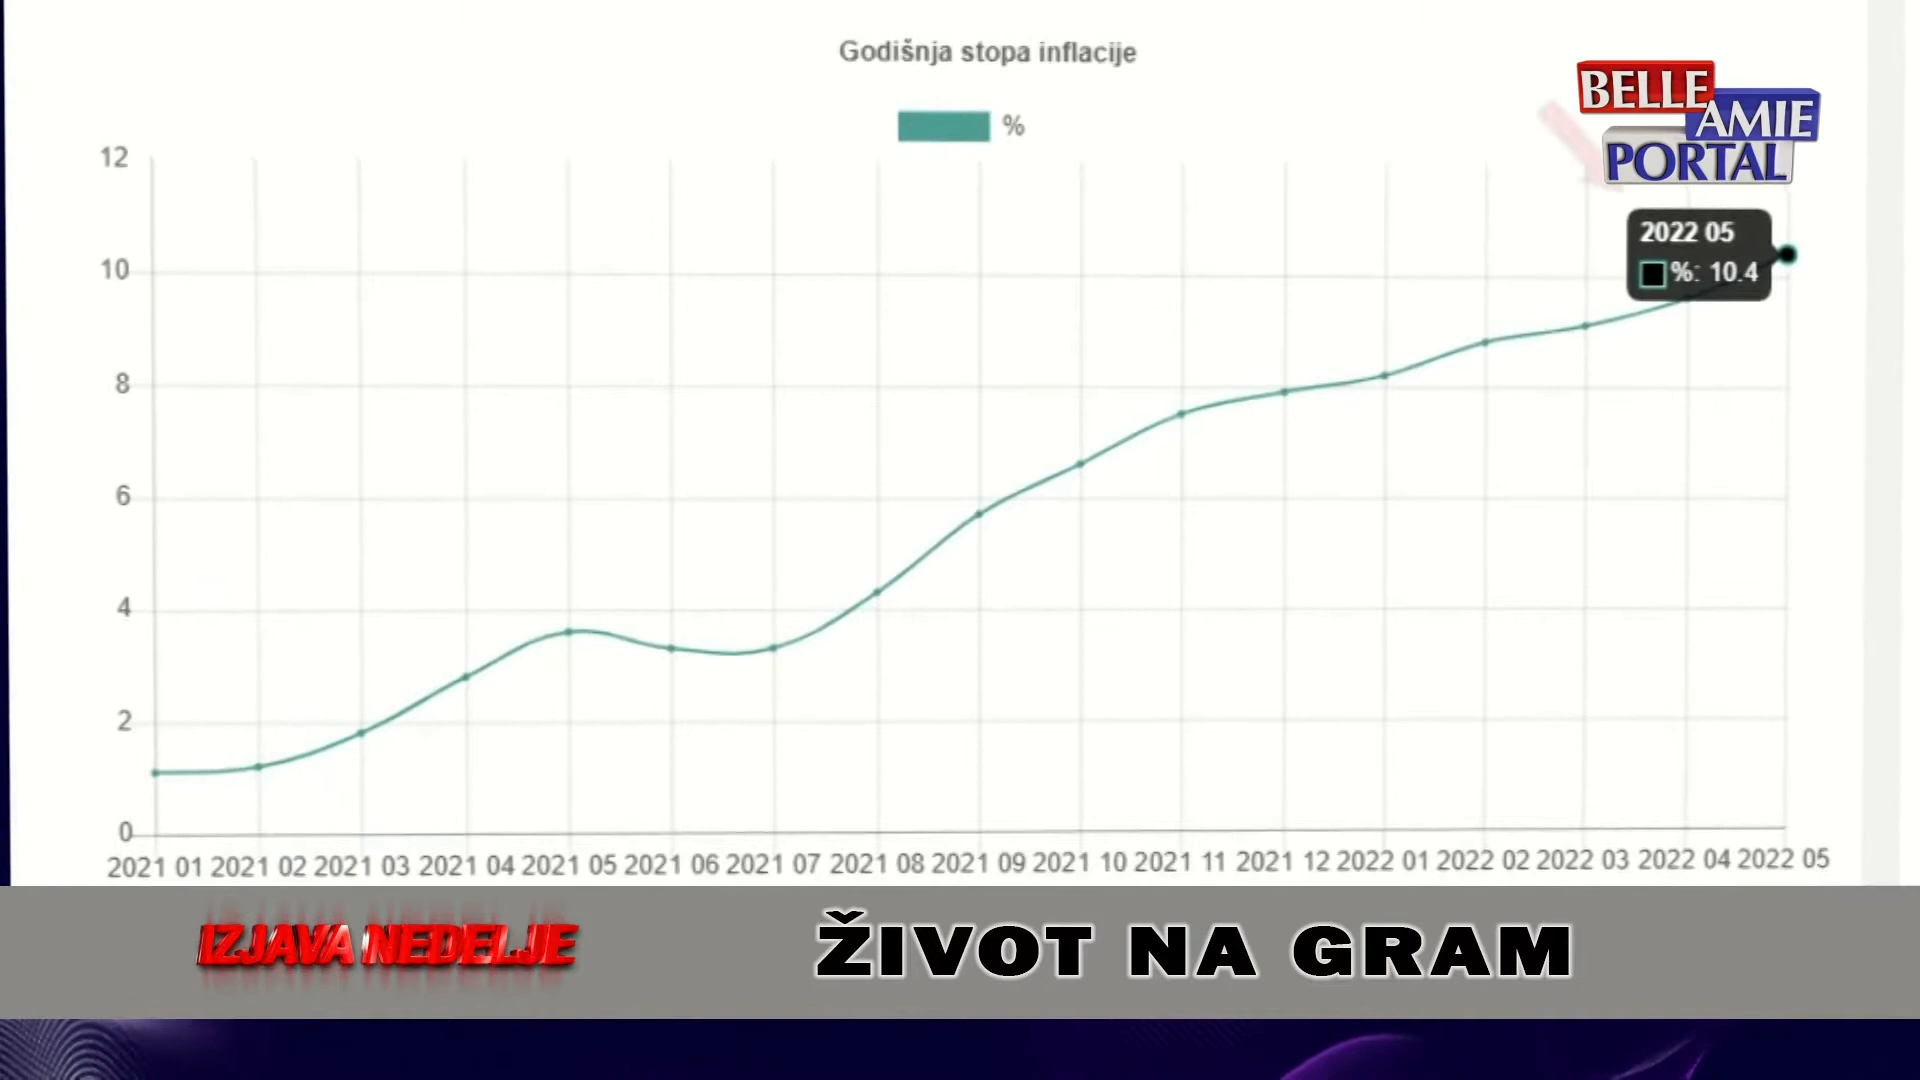 Godišnja stopa inflacije
%
BELLE
AMIE
PORTAL
12
10
8
6
4
2
0
2022 05
%: 10.4
2021 01 2021 02 2021 03 2021 04 2021 05 2021 06 2021 07 2021 08 2021 09 2021 10 2021 11 2021 12 2022 01 2022 02 2022 03 2022 04 2022 05
IZJAVA NEDELJE
ŽIVOT NA GRAM